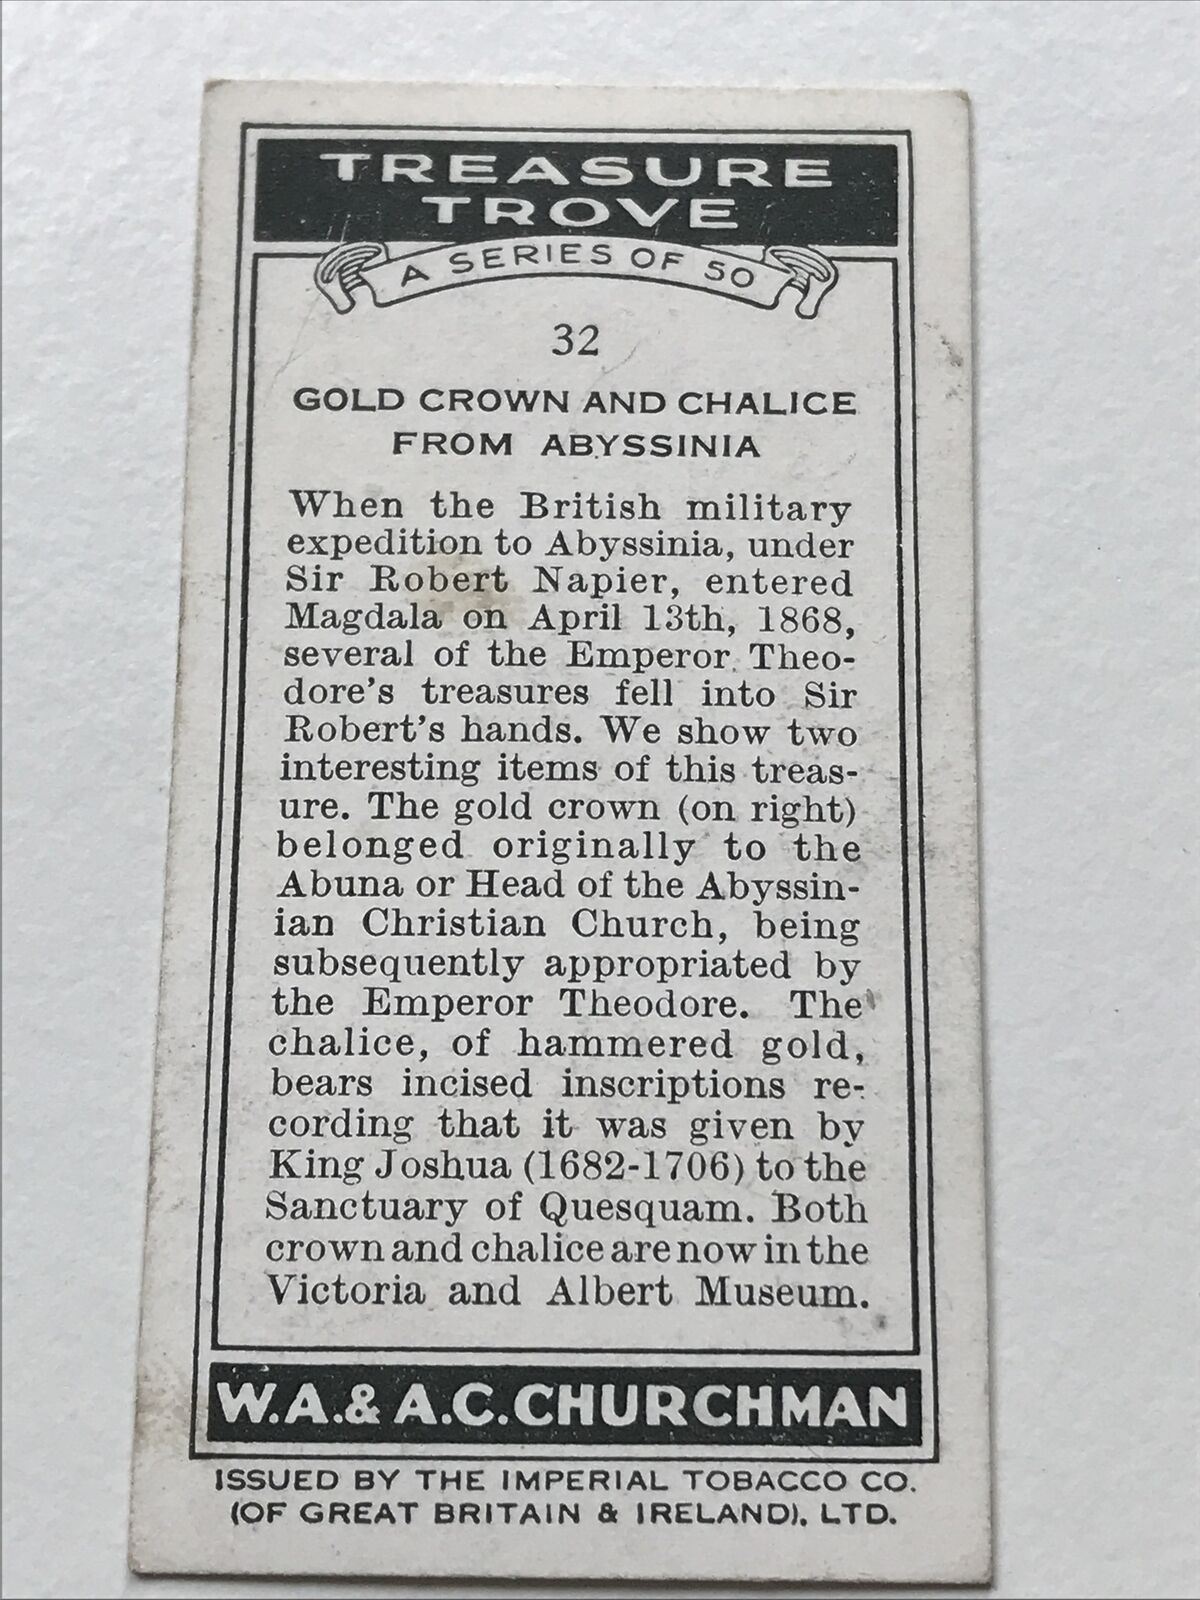 TREASURE
TROVE
A SERIES OF 50
32
GOLD CROWN AND CHALICE
FROM ABYSSINIA
When the British military
expedition to Abyssinia, under
Sir Robert Napier, entered
Magdala on April 13th, 1868,
several of the Emperor Theo-
dore's treasures fell into Sir
Robert's hands. We show two
interesting items of this treas-
ure. The gold crown (on right)
belonged originally to the
Abuna or Head of the Abyssin-
ian Christian Church, being
subsequently appropriated by
the Emperor Theodore. The
chalice, of hammered gold,
bears incised inscriptions re-
cording that it was given by
King Joshua (1682-1706) to the
Sanctuary of Quesquam. Both
crown and chalice are now in the
Victoria and Albert Museum.
W.A. & A.C. CHURCHMAN
ISSUED BY THE IMPERIAL TOBACCO CO.
(OF GREAT BRITAIN & IRELAND), LTD.